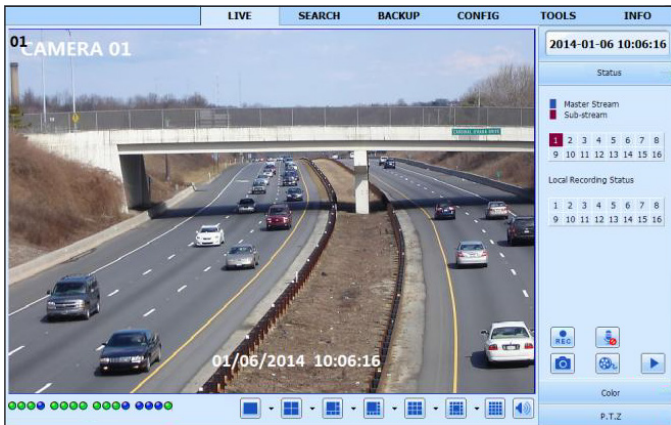 LIVE SEARCH BACKUP CONFIG TOOLS INFO
01
CAMERA 01
2014-01-06 10:06:16
Status
Master Stream
Sub-stream
1 2 3 4 5 6 7 8
9 10 11 12 13 14 15 16
Local Recording Status
1 2 3 4 5 6 7 8
9 10 11 12 13 14 15 16
REC
01/06/2014 10:06:16
Color
P.T.Z